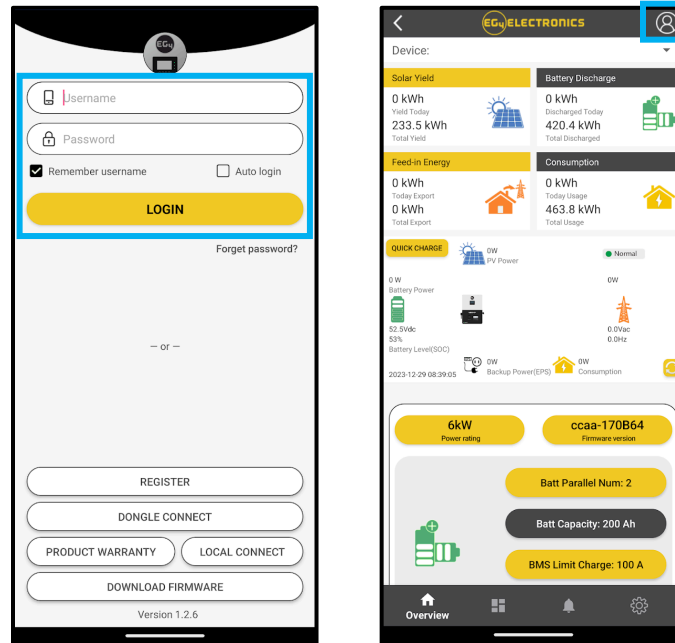 EG4
Username
Password
Remember username
Auto login
LOGIN
Forget password?
— or —
REGISTER
DONGLE CONNECT
PRODUCT WARRANTY
LOCAL CONNECT
DOWNLOAD FIRMWARE
Version 1.2.6
EG4 ELECTRONICS
Device:
Solar Yield
Battery Discharge
0 kWh
Yield Today
233.5 kWh
Total Yield
0 kWh
Discharged Today
420.4 kWh
Total Discharged
Feed-in Energy
Consumption
0 kWh
Today Export
0 kWh
Total Export
0 kWh
Today Usage
463.8 kWh
Total Usage
QUICK CHARGE
0W
PV Power
Normal
0 W
Battery Power
0W
52.5Vdc
53%
Battery Level(SOC)
0.0Vac
0.0Hz
2023-12-29 08:39:05
0W
Backup Power(EPS)
0W
Consumption
6kW
Power rating
ccaa-170B64
Firmware version
Batt Parallel Num: 2
Batt Capacity: 200 Ah
BMS Limit Charge: 100 A
Overview